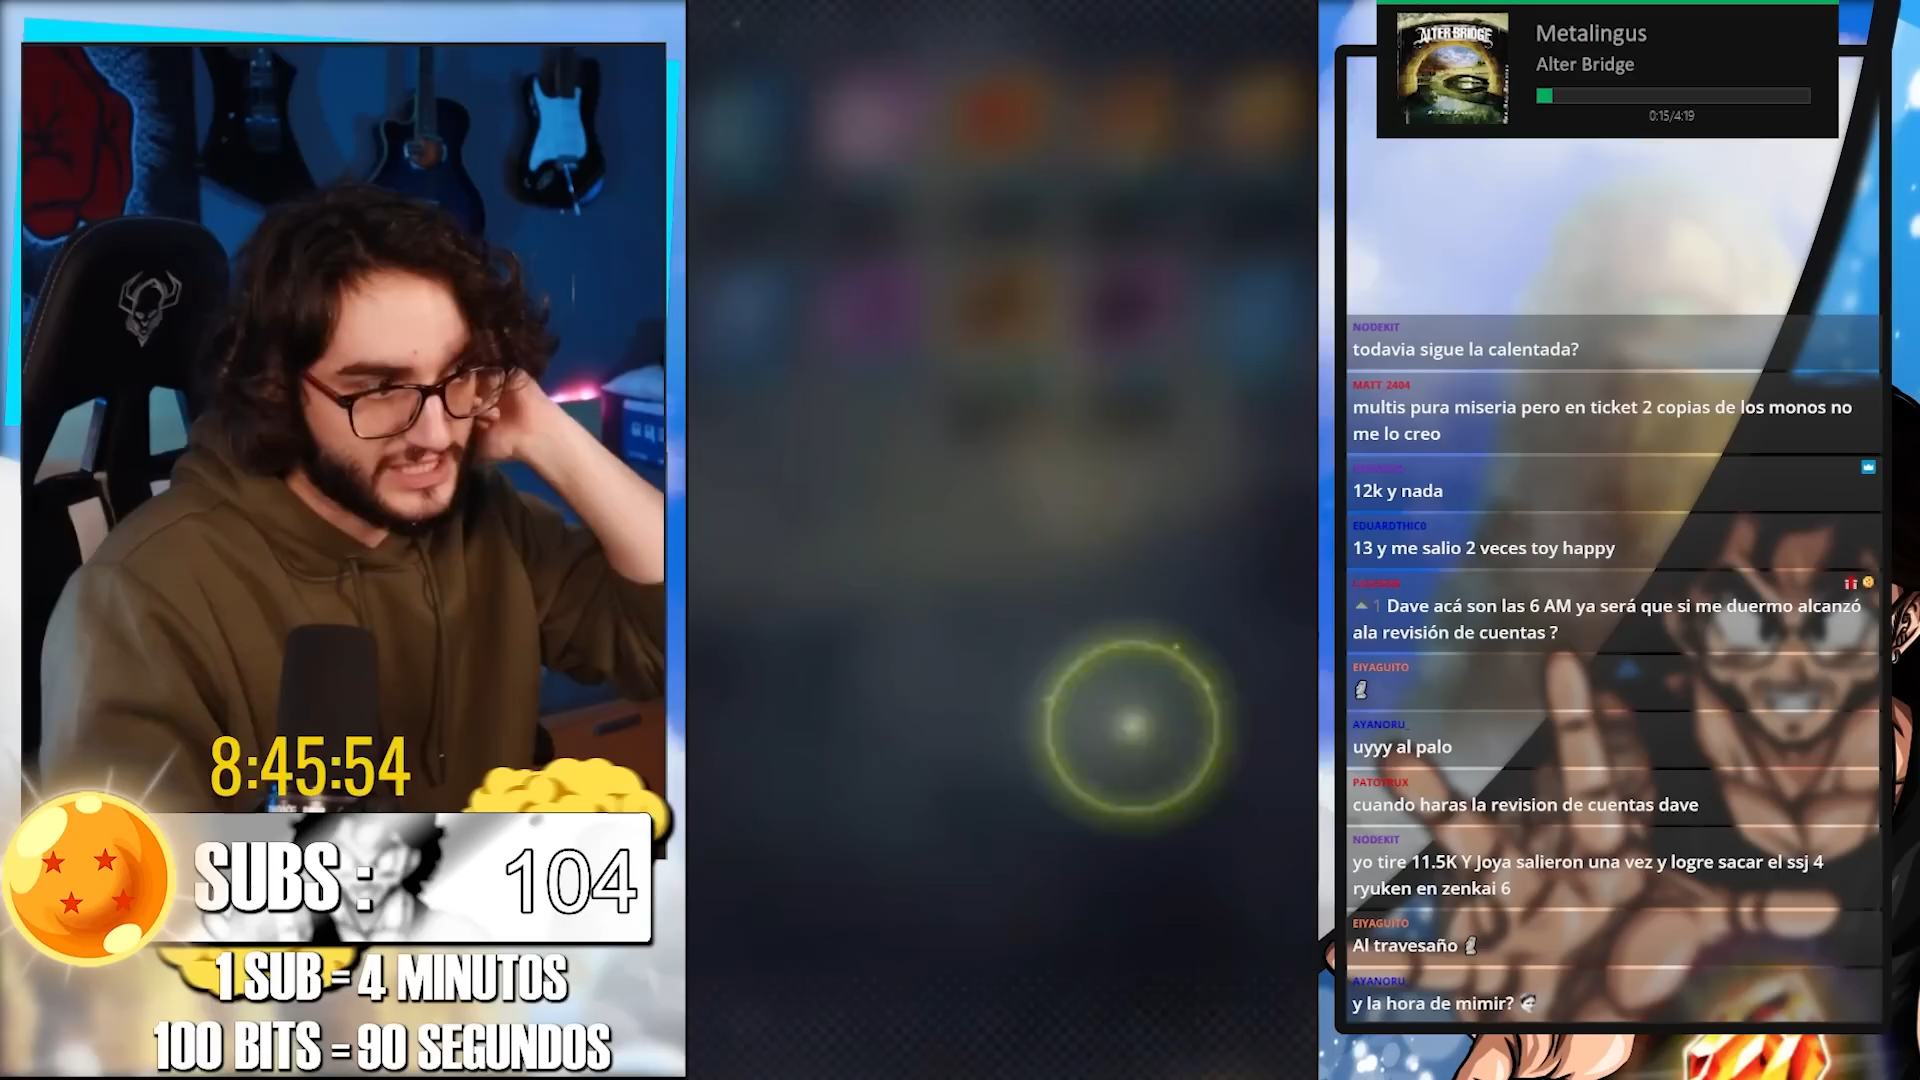 8:45:54
SUBS : 104
1 SUB = 4 MINUTOS
100 BITS = 90 SEGUNDOS
ALTER BRIDGE
Metalingus
Alter Bridge
0:15/4:19
NODEKIT
todavia sigue la calentada?
MATT 2404
multis pura miseria pero en ticket 2 copias de los monos no
me lo creo
12k y nada
EDUARDTHIC0
13 y me salio 2 veces toy happy
1 Dave acá son las 6 AM ya será que si me duermo alcanzó
ala revisión de cuentas ?
EIYAGUITO
AYANORU_
uyyy al palo
PATOTRUX
cuando haras la revision de cuentas dave
NODEKIT
yo tire 11.5K Y Joya salieron una vez y logre sacar el ssj 4
ryuken en zenkai 6
EIYAGUITO
Al travesaño
AYANORU_
y la hora de mimir?